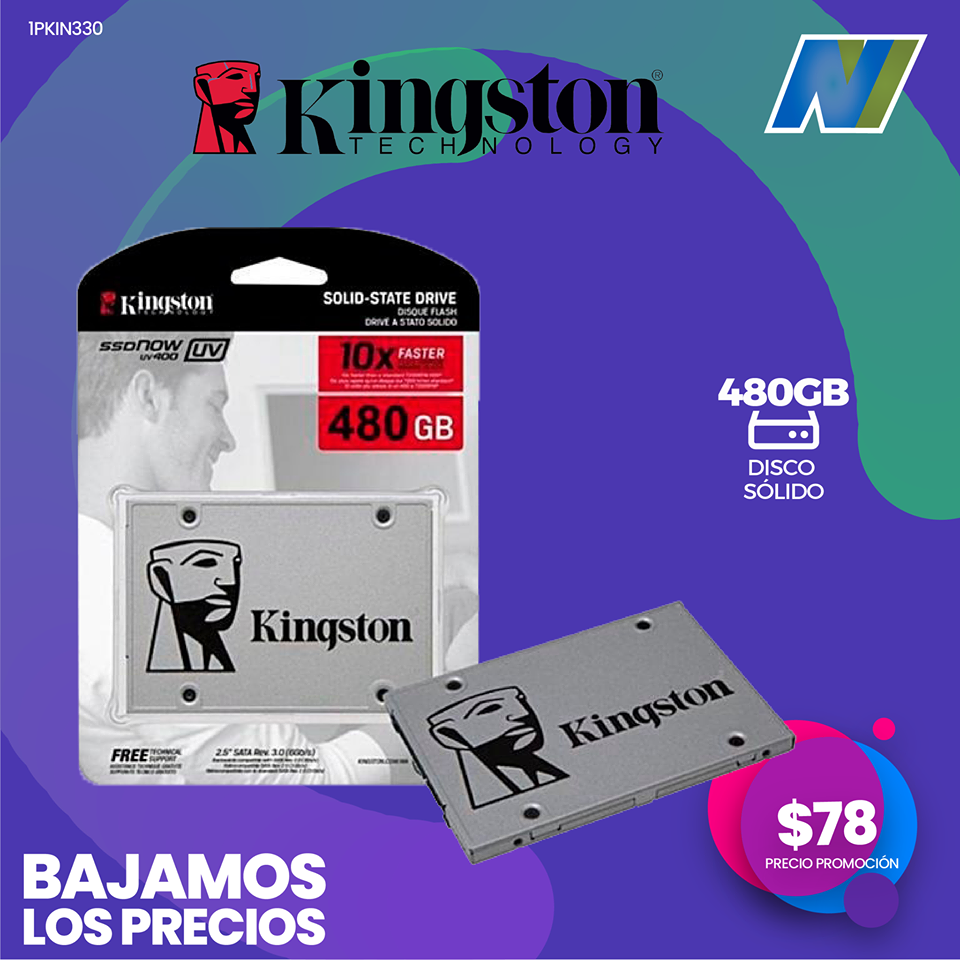 1PKIN330
Kingston®
TECHNOLOGY
Kingston
TECHNOLOGY
SOLID-STATE DRIVE
DISQUE FLASH
DRIVE A STATO SOLIDO
SSDNOW
UV400
UV
10x FASTER
480GB
Kingston
FREE TECHNICAL
SUPPORT
2.5" SATA Rev. 3.0 (6Gb/s)
480GB
DISCO
SÓLIDO
Kingston
$78
PRECIO PROMOCIÓN
BAJAMOS
LOS PRECIOS